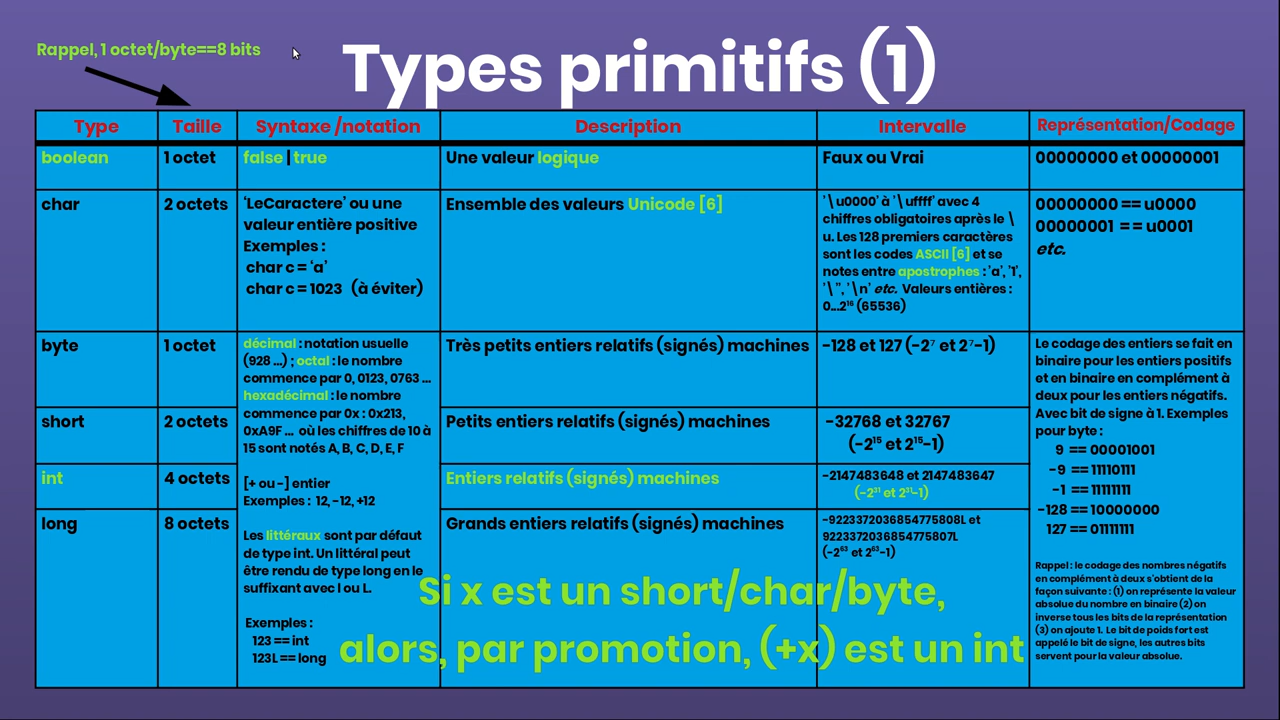 Rappel, 1 octet/byte==8 bits
Types primitifs (1)
Type
Taille
Syntaxe /notation
Description
Intervalle
Représentation/Codage
boolean
1 octet
false | true
Une valeur logique
Faux ou Vrai
00000000 et 00000001
char
2 octets
‘LeCaractere’ ou une
valeur entière positive
Exemples :
char c = ‘a’
char c = 1023 (à éviter)
Ensemble des valeurs Unicode [6]
’\u0000’ à ’\uffff’ avec 4
chiffres obligatoires après le \
u. Les 128 premiers caractères
sont les codes ASCII [6] et se
notes entre apostrophes : ’a’, ’1’,
’\’’, ’\n’ etc. Valeurs entières :
0...2¹⁶ (65536)
00000000 == u0000
00000001 == u0001
etc.
byte
1 octet
décimal : notation usuelle
(928 ...) ; octal : le nombre
commence par 0, 0123, 0763 ...
hexadécimal : le nombre
commence par 0x : 0x213,
0xA9F ... où les chiffres de 10 à
15 sont notés A, B, C, D, E, F
[+ ou -] entier
Exemples : 12, -12, +12
Les littéraux sont par défaut
de type int. Un littéral peut
être rendu de type long en le
suffixant avec l ou L.
Exemples :
123 == int
123L == long
Très petits entiers relatifs (signés) machines
-128 et 127 (-2⁷ et 2⁷-1)
Le codage des entiers se fait en
binaire pour les entiers positifs
et en binaire en complément à
deux pour les entiers négatifs.
Avec bit de signe à 1. Exemples
pour byte :
9 == 00001001
-9 == 11110111
-1 == 11111111
-128 == 10000000
127 == 01111111
Rappel : le codage des nombres négatifs
en complément à deux s'obtient de la
façon suivante : (1) on représente la valeur
absolue du nombre en binaire (2) on
inverse tous les bits de la représentation
(3) on ajoute 1. Le bit de poids fort est
appelé le bit de signe, les autres bits
servent pour la valeur absolue.
short
2 octets
Petits entiers relatifs (signés) machines
-32768 et 32767
(-2¹⁵ et 2¹⁵-1)
int
4 octets
Entiers relatifs (signés) machines
-2147483648 et 2147483647
(-2³¹ et 2³¹-1)
long
8 octets
Grands entiers relatifs (signés) machines
-9223372036854775808L et
9223372036854775807L
(-2⁶³ et 2⁶³-1)
Si x est un short/char/byte,
alors, par promotion, (+x) est un int